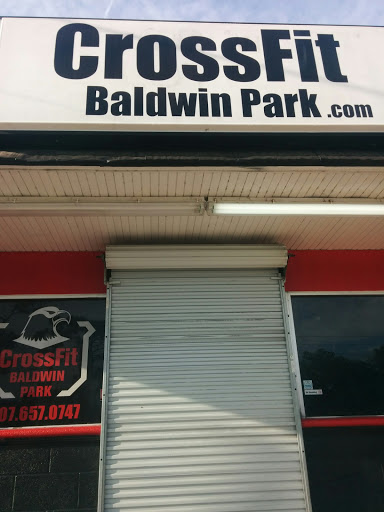 CrossFit
Baldwin Park .com
CrossFit
BALDWIN
PARK
07.657.0747